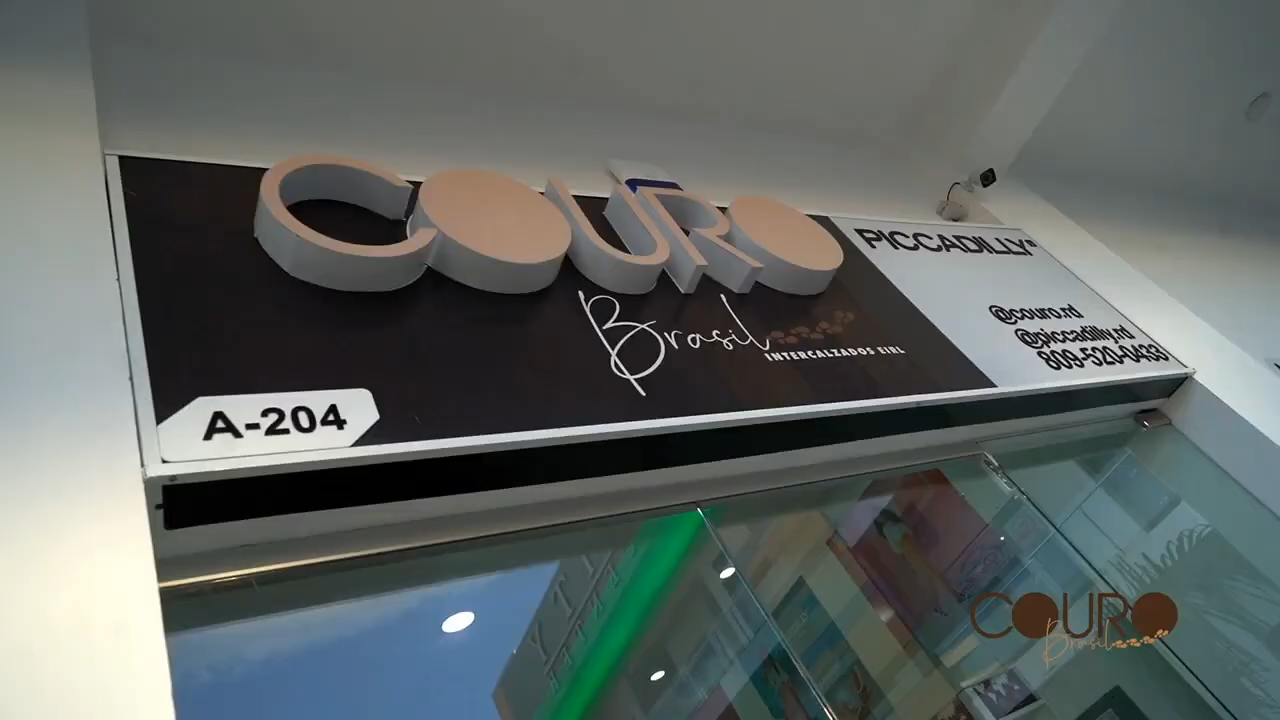 COURO
Brasil
INTERCALZADOS EIRL
A-204
PICCADILLY®
@couro.rd
@piccadilly.rd
809-520-0433
COURO
Brasil